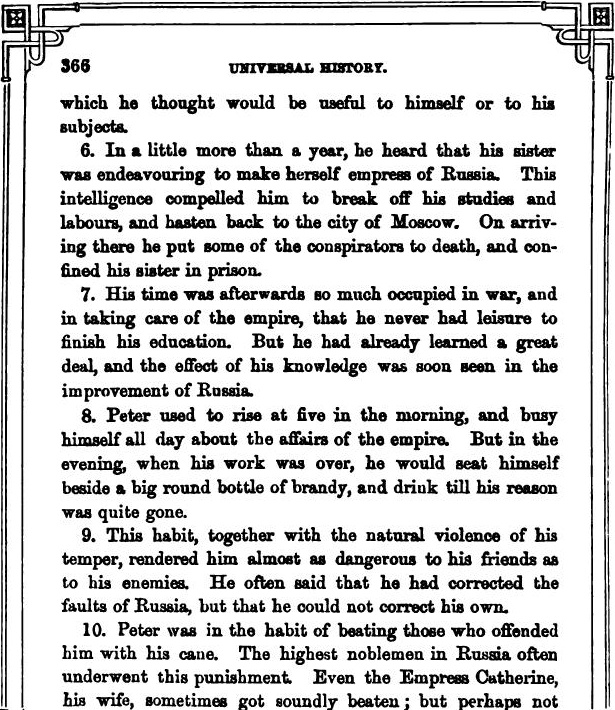 366
UNIVERSAL HISTORY.
which he thought would be useful to himself or to his
subjects.
6. In a little more than a year, he heard that his sister
was endeavouring to make herself empress of Russia. This
intelligence compelled him to break off his studies and
labours, and hasten back to the city of Moscow. On arriv-
ing there he put some of the conspirators to death, and con-
fined his sister in prison.
7. His time was afterwards so much occupied in war, and
in taking care of the empire, that he never had leisure to
finish his education. But he had already learned a great
deal, and the effect of his knowledge was soon seen in the
improvement of Russia.
8. Peter used to rise at five in the morning, and busy
himself all day about the affairs of the empire. But in the
evening, when his work was over, he would seat himself
beside a big round bottle of brandy, and drink till his reason
was quite gone.
9. This habit, together with the natural violence of his
temper, rendered him almost as dangerous to his friends as
to his enemies. He often said that he had corrected the
faults of Russia, but that he could not correct his own.
10. Peter was in the habit of beating those who offended
him with his cane. The highest noblemen in Russia often
underwent this punishment. Even the Empress Catherine,
his wife, sometimes got soundly beaten; but perhaps not